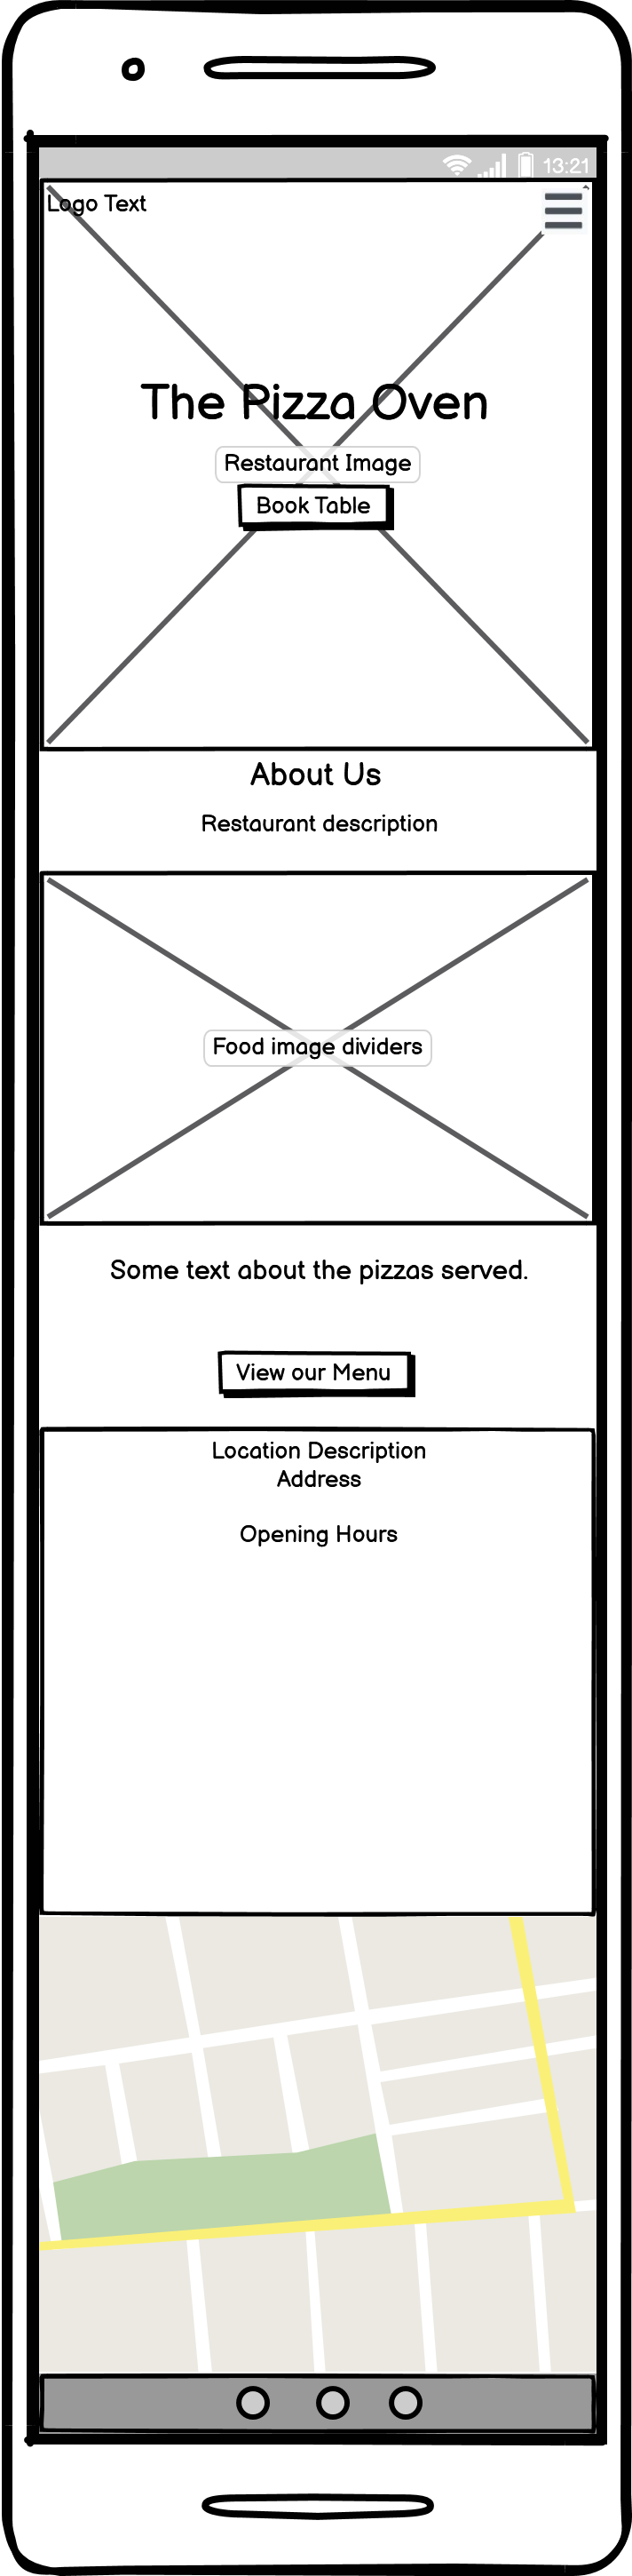 13:21
Logo Text
The Pizza Oven
Restaurant Image
Book Table
About Us
Restaurant description
Food image dividers
Some text about the pizzas served.
View our Menu
Location Description
Address
Opening Hours